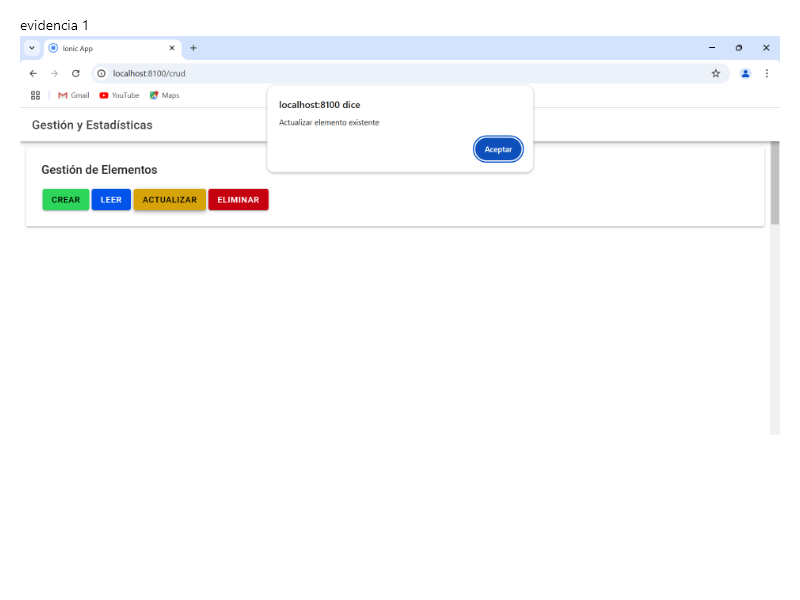 evidencia 1
Ionic App
localhost:8100/crud
Gmail YouTube Maps
localhost:8100 dice
Actualizar elemento existente
Aceptar
Gestión y Estadísticas
Gestión de Elementos
CREAR LEER ACTUALIZAR ELIMINAR